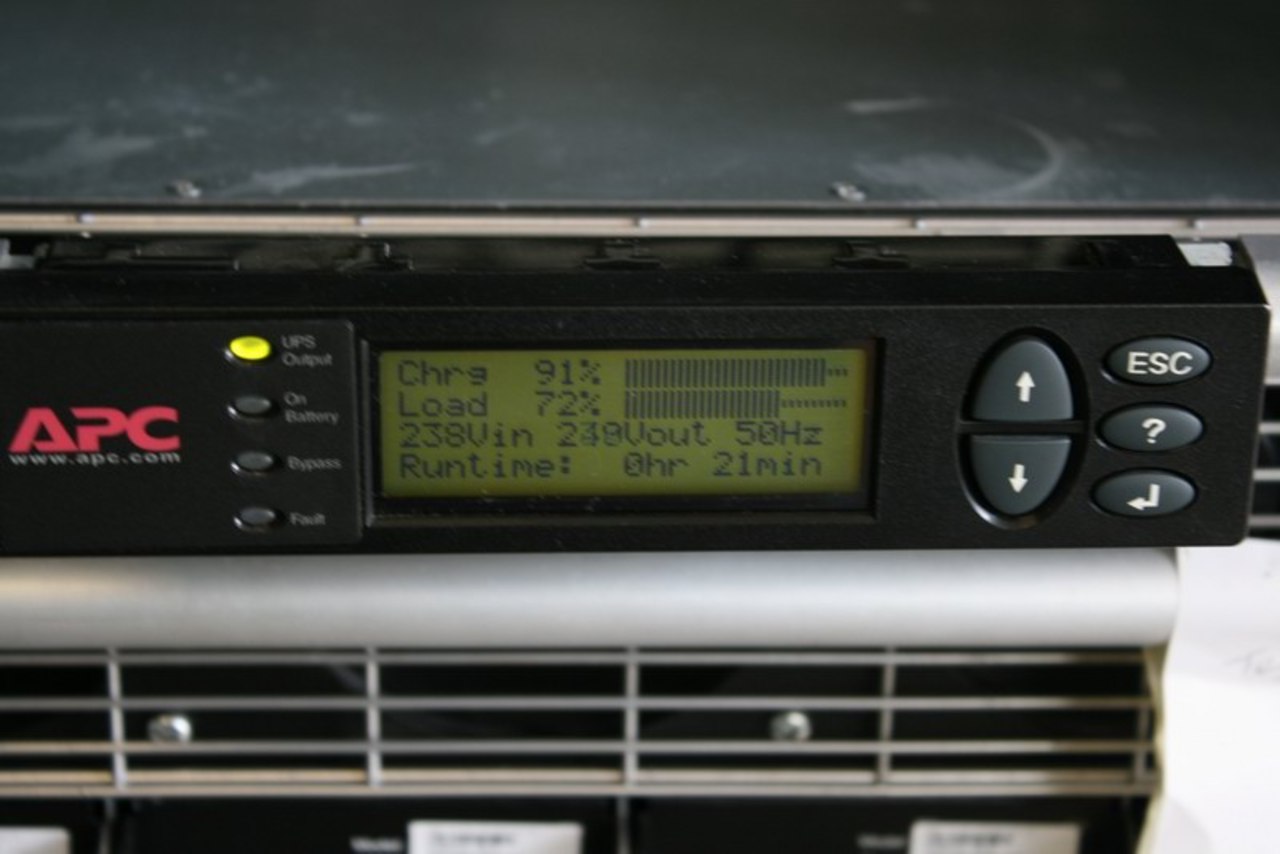 UPS
Output
On
Battery
Bypass
Fault
APC
www.apc.com
Chrg 91%
Load 72%
238Vin Vout 50Hz
Runtime: 0hr 21min
ESC
?